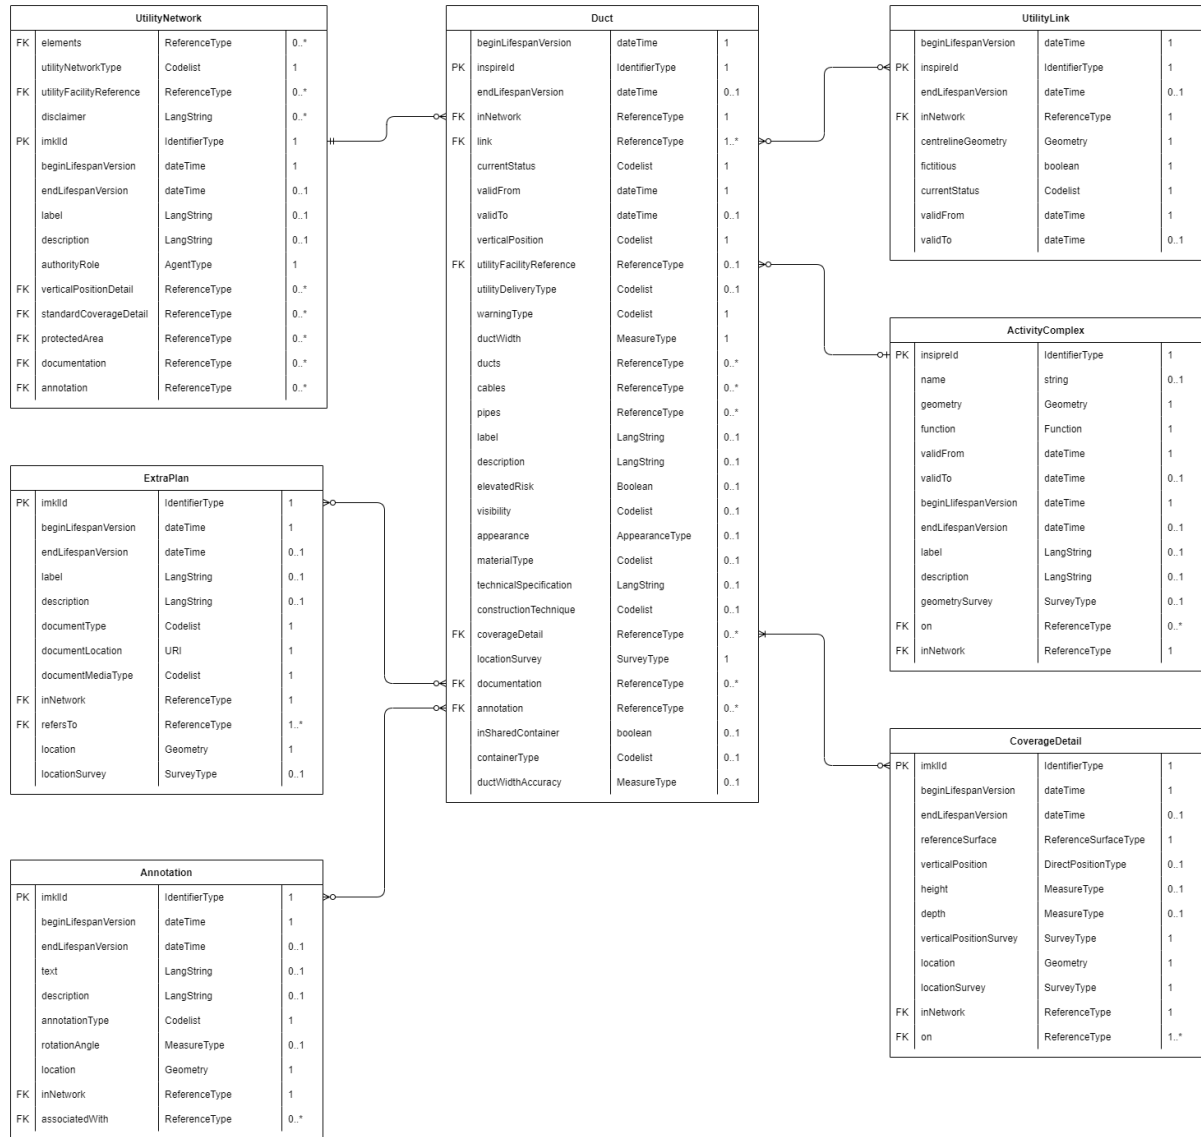 UtilityNetwork
FK elements ReferenceType 0..*
utilityNetworkType Codelist 1
FK utilityFacilityReference ReferenceType 0..*
disclaimer LangString 0..*
PK imklId IdentifierType 1
beginLifespanVersion dateTime 1
endLifespanVersion dateTime 0..1
label LangString 0..1
description LangString 0..1
authorityRole AgentType 1
FK verticalPositionDetail ReferenceType 0..*
FK standardCoverageDetail ReferenceType 0..*
FK protectedArea ReferenceType 0..*
FK documentation ReferenceType 0..*
FK annotation ReferenceType 0..*
ExtraPlan
PK imklId IdentifierType 1
beginLifespanVersion dateTime 1
endLifespanVersion dateTime 0..1
label LangString 0..1
description LangString 0..1
documentType Codelist 1
documentLocation URI 1
documentMediaType Codelist 1
FK inNetwork ReferenceType 1
FK refersTo ReferenceType 1..*
location Geometry 1
locationSurvey SurveyType 0..1
Annotation
PK imklId IdentifierType 1
beginLifespanVersion dateTime 1
endLifespanVersion dateTime 0..1
text LangString 0..1
description LangString 0..1
annotationType Codelist 1
rotationAngle MeasureType 0..1
location Geometry 1
FK inNetwork ReferenceType 1
FK associatedWith ReferenceType 0..*
Duct
beginLifespanVersion dateTime 1
PK inspireId IdentifierType 1
endLifespanVersion dateTime 0..1
FK inNetwork ReferenceType 1
FK link ReferenceType 1..*
currentStatus Codelist 1
validFrom dateTime 1
validTo dateTime 0..1
verticalPosition Codelist 1
FK utilityFacilityReference ReferenceType 0..1
utilityDeliveryType Codelist 0..1
warningType Codelist 1
ductWidth MeasureType 1
ducts ReferenceType 0..*
cables ReferenceType 0..*
pipes ReferenceType 0..*
label LangString 0..1
description LangString 0..1
elevatedRisk Boolean 0..1
visibility Codelist 0..1
appearance AppearanceType 0..1
materialType Codelist 0..1
technicalSpecification LangString 0..1
constructionTechnique Codelist 0..1
FK coverageDetail ReferenceType 0..*
locationSurvey SurveyType 1
FK documentation ReferenceType 0..*
FK annotation ReferenceType 0..*
inSharedContainer boolean 0..1
containerType Codelist 0..1
ductWidthAccuracy MeasureType 0..1
UtilityLink
beginLifespanVersion dateTime 1
PK inspireId IdentifierType 1
endLifespanVersion dateTime 0..1
FK inNetwork ReferenceType 1
centrelineGeometry Geometry 1
fictitious boolean 1
currentStatus Codelist 1
validFrom dateTime 1
validTo dateTime 0..1
ActivityComplex
PK insipreId IdentifierType 1
name string 0..1
geometry Geometry 1
function Function 1
validFrom dateTime 1
validTo dateTime 0..1
beginLlifespanVersion dateTime 1
endLifespanVersion dateTime 0..1
label LangString 0..1
description LangString 0..1
geometrySurvey SurveyType 0..1
FK on ReferenceType 0..*
FK inNetwork ReferenceType 1
CoverageDetail
PK imklId IdentifierType 1
beginLifespanVersion dateTime 1
endLifespanVersion dateTime 0..1
referenceSurface ReferenceSurfaceType 1
verticalPosition DirectPositionType 0..1
height MeasureType 0..1
depth MeasureType 0..1
verticalPositionSurvey SurveyType 1
location Geometry 1
locationSurvey SurveyType 1
FK inNetwork ReferenceType 1
FK on ReferenceType 1..*